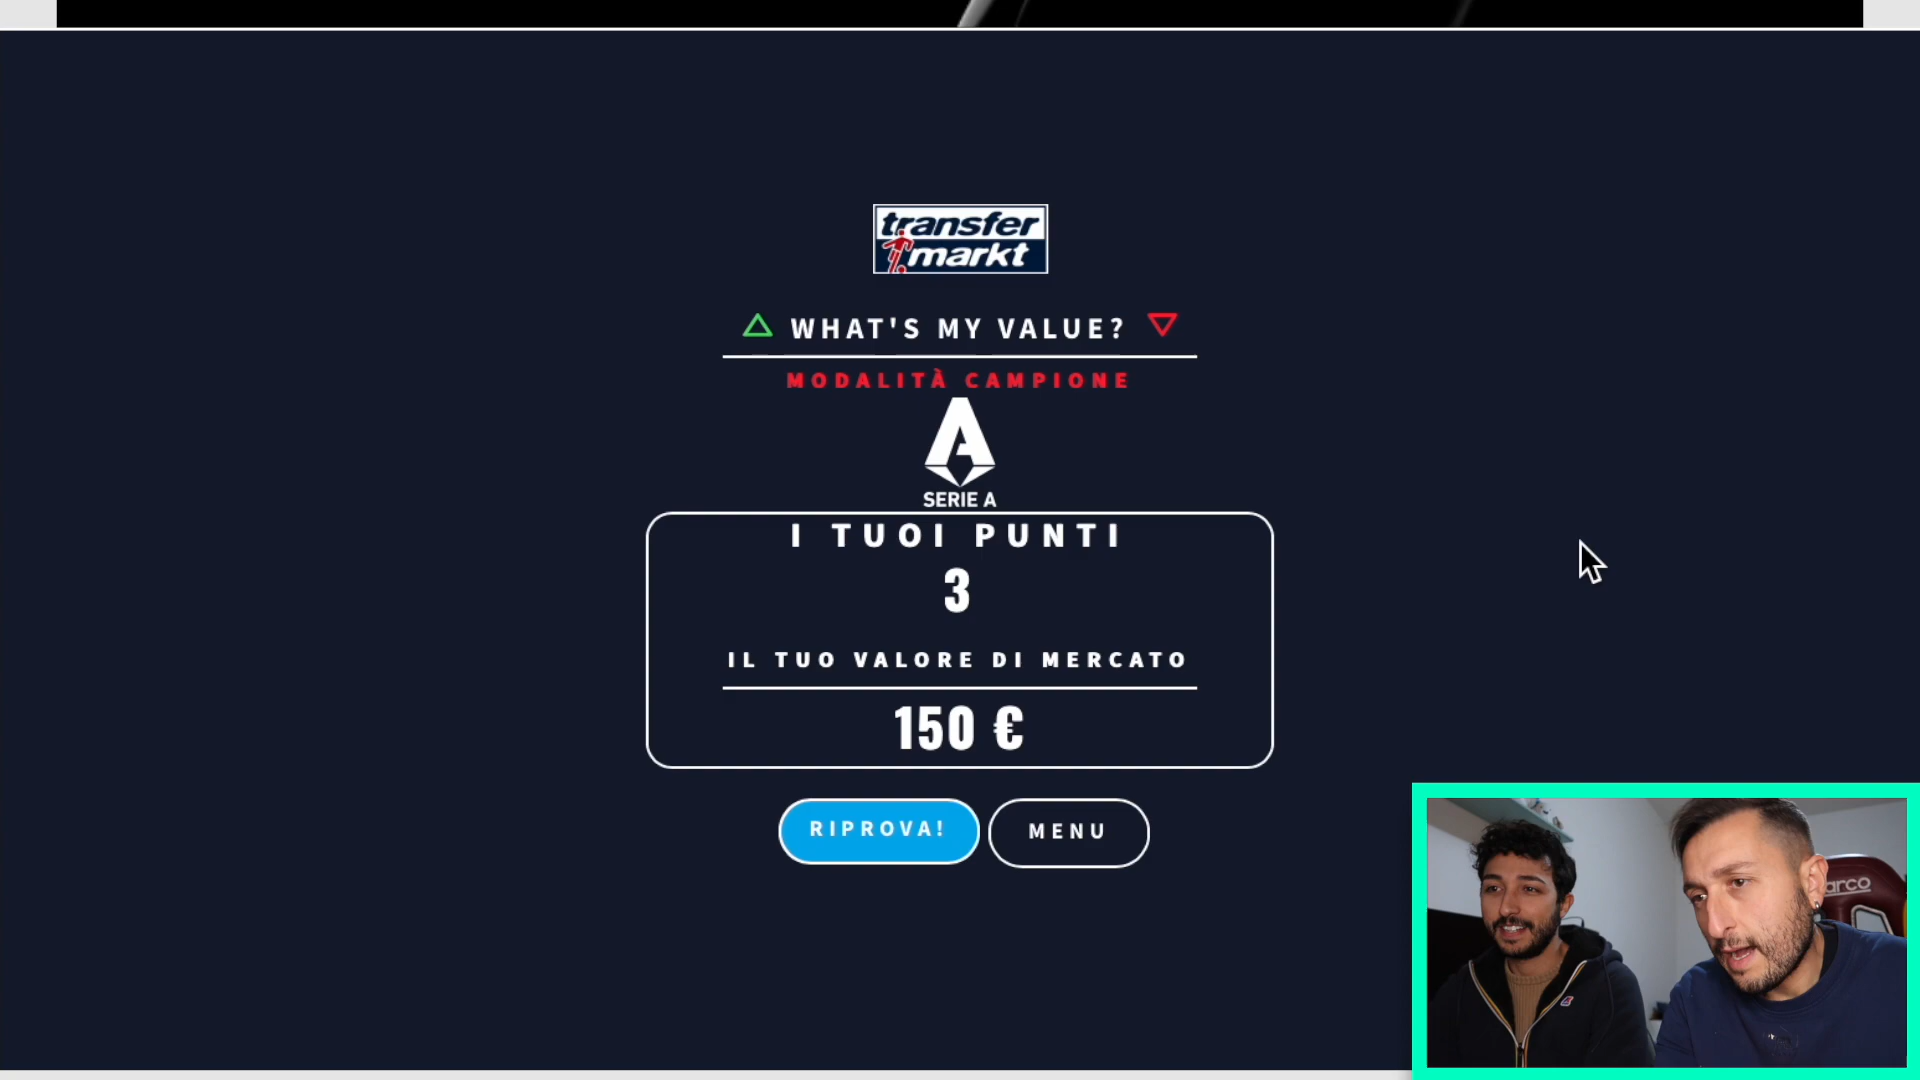 transfer
markt
WHAT'S MY VALUE?
MODALITÀ CAMPIONE
SERIE A
I TUOI PUNTI
3
IL TUO VALORE DI MERCATO
150 €
RIPROVA!
MENU
arco